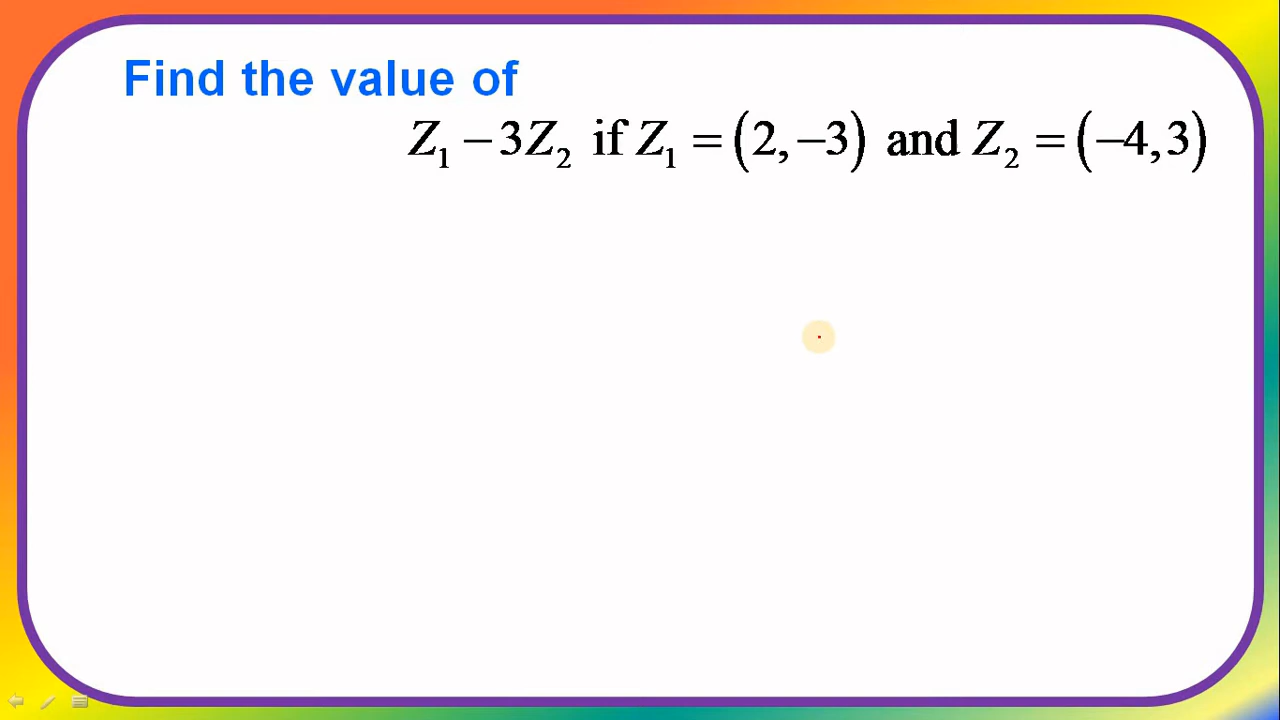 Find the value of
Z₁ − 3Z₂ if Z₁ = (2, −3) and Z₂ = (−4, 3)